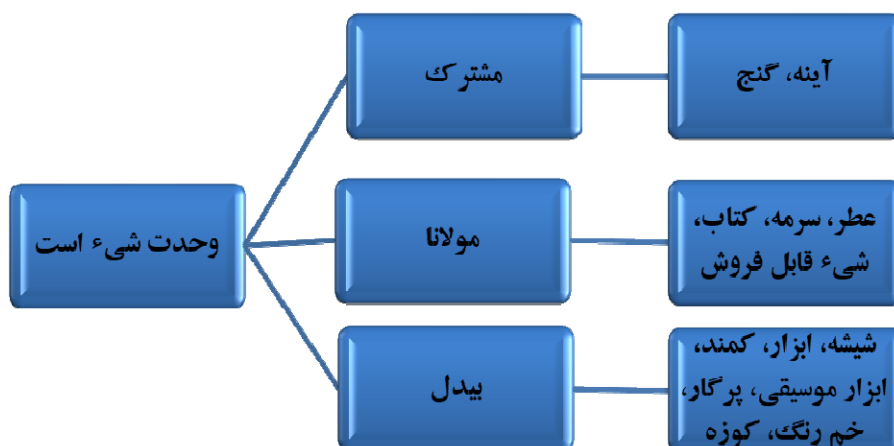 وحدت شیء است
مشترک
آینه، گنج
مولانا
عطر، سرمه، کتاب،
شیء قابل فروش
بیدل
شیشه، ابزار، کمند،
ابزار موسیقی، پرگار،
خم رنگ، کوزه